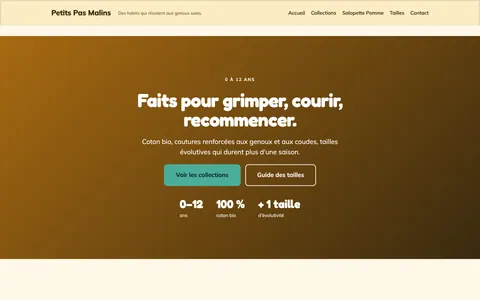 Petits Pas Malins
Des habits qui résistent aux genoux sales.
Accueil
Collections
Salopette Pomme
Tailles
Contact
0 À 12 ANS
Faits pour grimper, courir,
recommencer.
Coton bio, coutures renforcées aux genoux et aux coudes, tailles
évolutives qui durent plus d'une saison.
Voir les collections
Guide des tailles
0–12
100 %
+ 1 taille
ans
coton bio
d'évolutivité